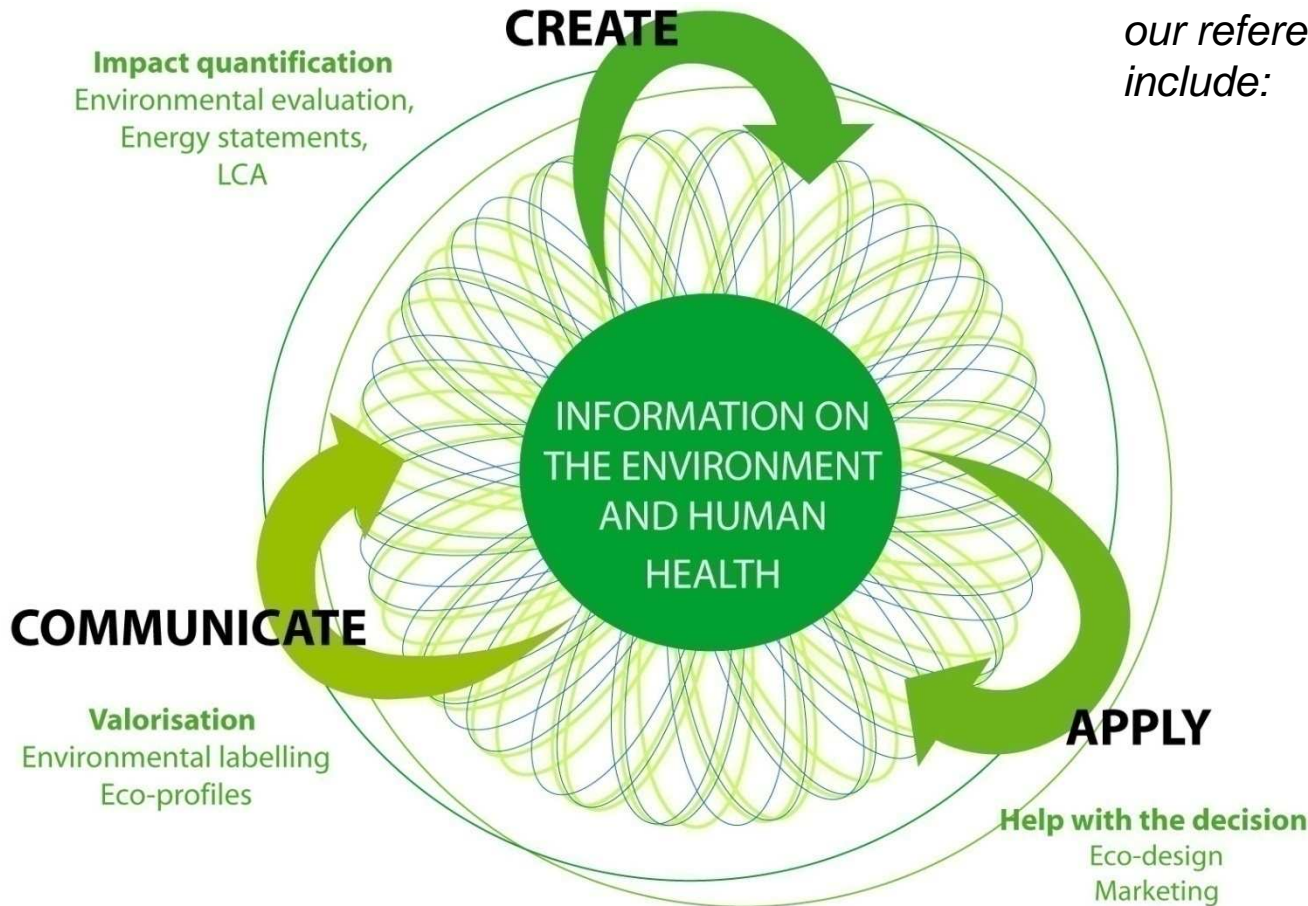 CREATE
our
include:
Impact quantification
Environmental evaluation,
Energy statements,
LCA
INFORMATION ON
THE ENVIRONMENT
AND HUMAN
HEALTH
COMMUNICATE
Valorisation
Environmental labelling
Eco-profiles
APPLY
Help with the decision
Eco-design
Marketing